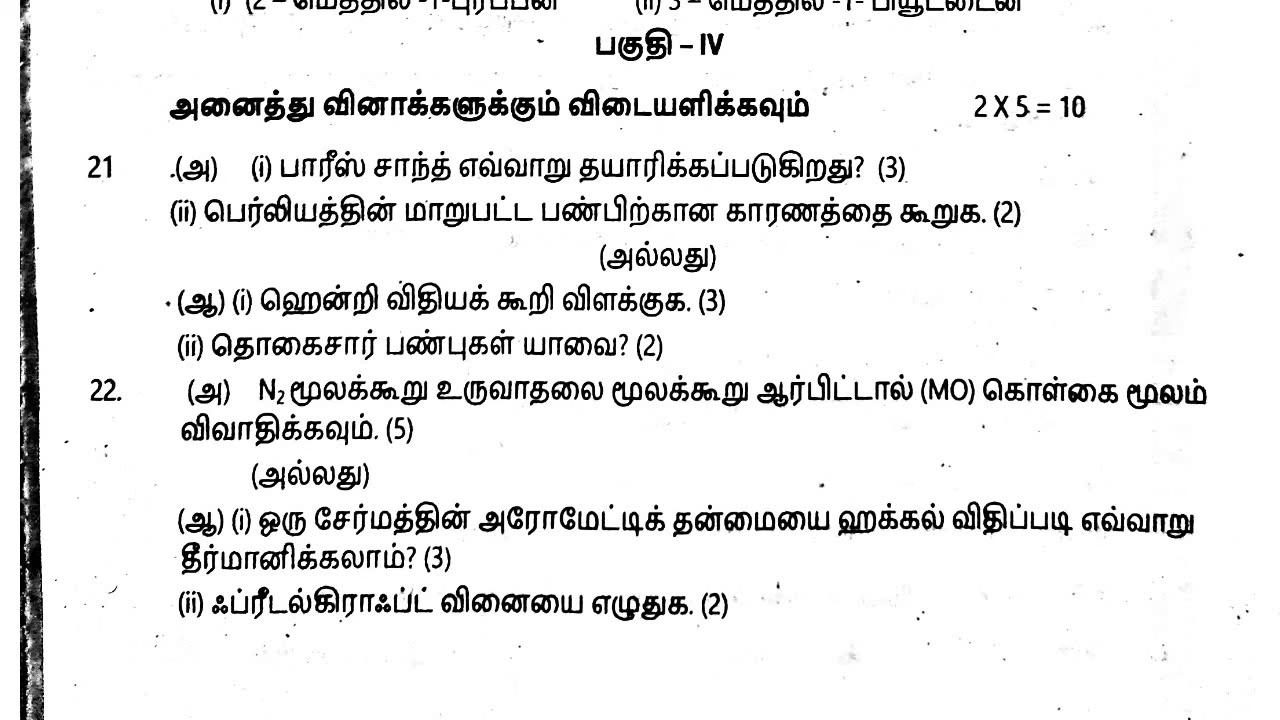 பகுதி – IV
அனைத்து வினாக்களுக்கும் விடையளிக்கவும் 2 X 5 = 10
21 .(அ) (i) பாரீஸ் சாந்த் எவ்வாறு தயாரிக்கப்படுகிறது? (3)
(ii) பெர்லியத்தின் மாறுபட்ட பண்பிற்கான காரணத்தை கூறுக. (2)
(அல்லது)
(ஆ) (i) ஹென்றி விதியக் கூறி விளக்குக. (3)
(ii) தொகைசார் பண்புகள் யாவை? (2)
22. (அ) N₂ மூலக்கூறு உருவாதலை மூலக்கூறு ஆர்பிட்டால் (MO) கொள்கை மூலம்
விவாதிக்கவும். (5)
(அல்லது)
(ஆ) (i) ஒரு சேர்மத்தின் அரோமேட்டிக் தன்மையை ஹக்கல் விதிப்படி எவ்வாறு
தீர்மானிக்கலாம்? (3)
(ii) ஃப்ரீடல்கிராஃப்ட் வினையை எழுதுக. (2)